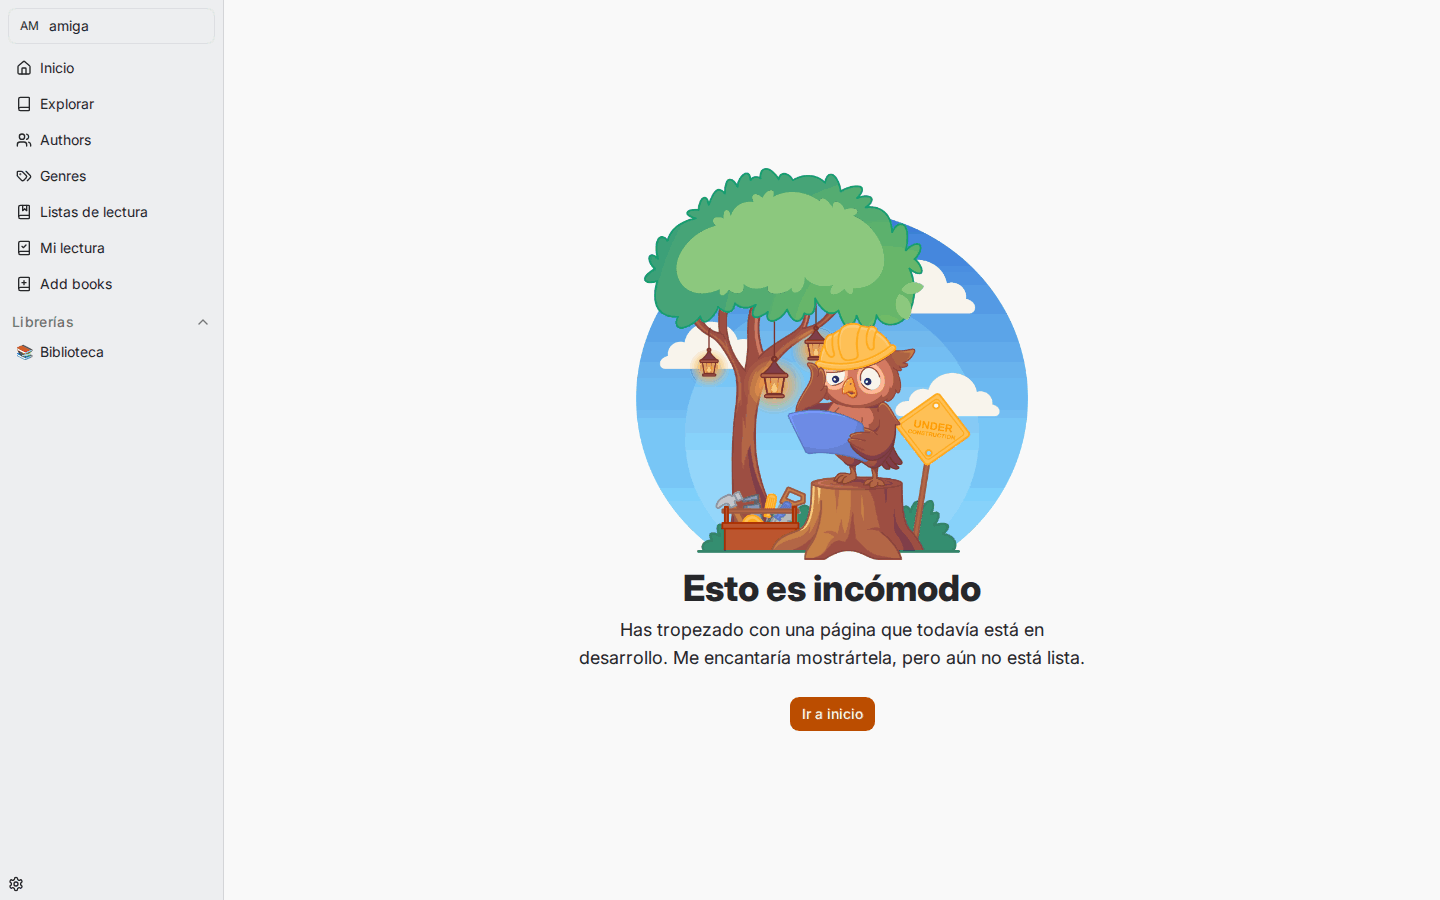 AM amiga
Inicio
Explorar
Authors
Genres
Listas de lectura
Mi lectura
Add books
Librerías
Biblioteca
UNDER
CONSTRUCTION
Esto es incómodo
Has tropezado con una página que todavía está en
desarrollo. Me encantaría mostrártela, pero aún no está lista.
Ir a inicio